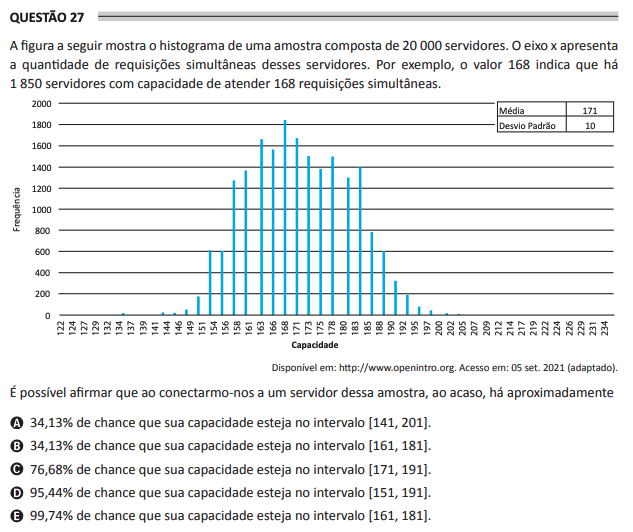 QUESTÃO 27
A figura a seguir mostra o histograma de uma amostra composta de 20 000 servidores. O eixo x apresenta
a quantidade de requisições simultâneas desses servidores. Por exemplo, o valor 168 indica que há
1 850 servidores com capacidade de atender 168 requisições simultâneas.
2000
Média 171
Desvio Padrão 10
1800
1600
1400
1200
1000
800
600
400
200
0
Frequência
122 124 127 129 132 134 137 139 141 144 146 149 151 154 156 158 161 163 166 168 171 173 175 178 180 183 185 188 190 192 195 197 200 202 205 207 209 212 214 217 219 222 224 226 229 231 234
Capacidade
Disponível em: http://www.openintro.org. Acesso em: 05 set. 2021 (adaptado).
É possível afirmar que ao conectarmo-nos a um servidor dessa amostra, ao acaso, há aproximadamente
A 34,13% de chance que sua capacidade esteja no intervalo [141, 201].
B 34,13% de chance que sua capacidade esteja no intervalo [161, 181].
C 76,68% de chance que sua capacidade esteja no intervalo [171, 191].
D 95,44% de chance que sua capacidade esteja no intervalo [151, 191].
E 99,74% de chance que sua capacidade esteja no intervalo [161, 181].